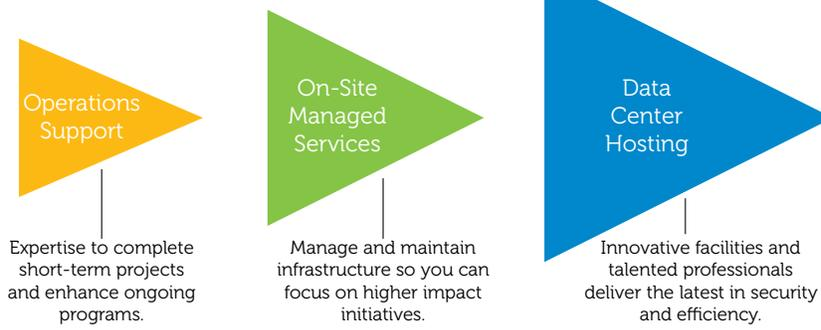 Operations
Support
Expertise to complete
short-term projects
and enhance ongoing
programs.
On-Site
Managed
Services
Manage and maintain
infrastructure so you can
focus on higher impact
initiatives.
Data
Center
Hosting
Innovative facilities and
talented professionals
deliver the latest in security
and efficiency.